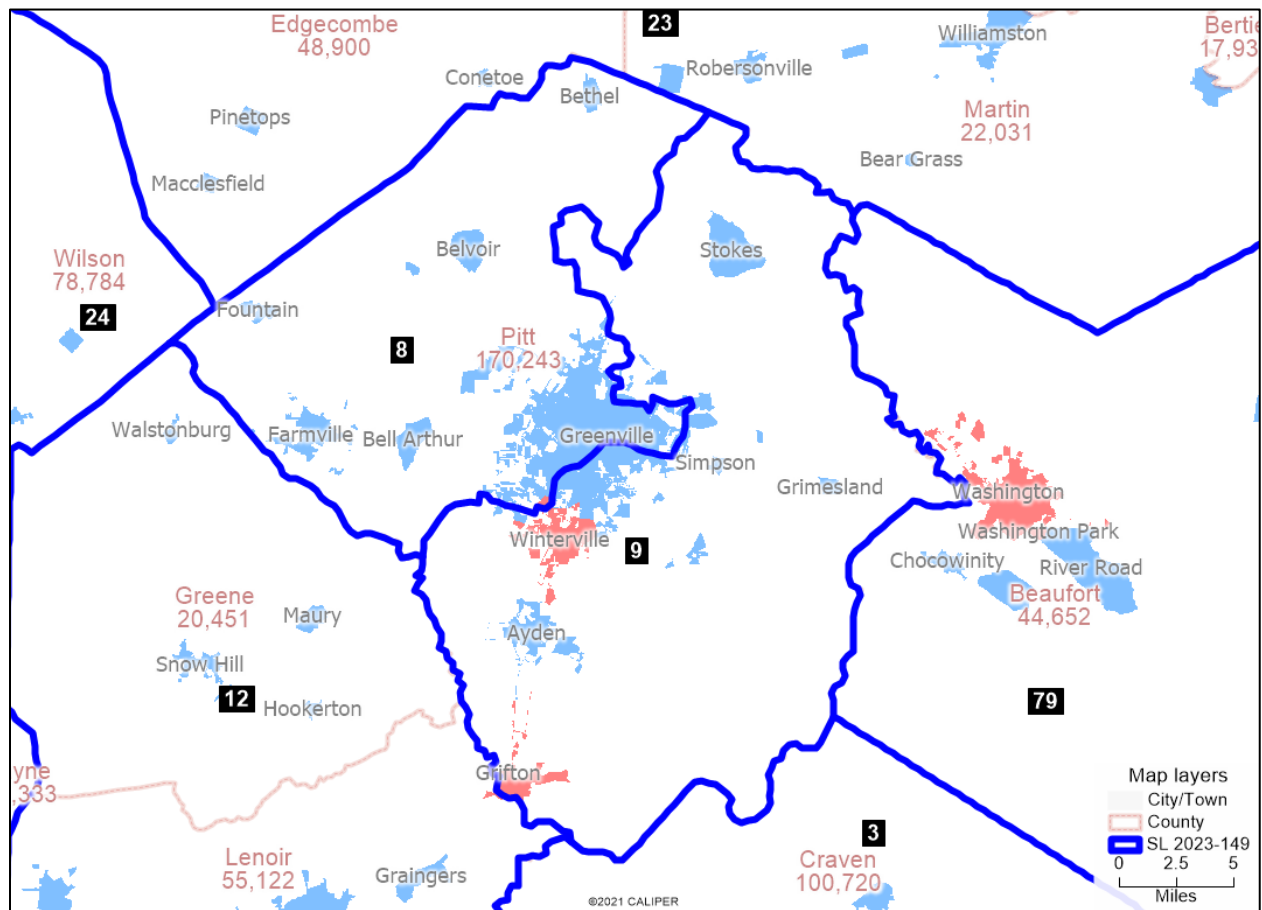 Edgecombe
48,900
23
Williamston
Bertie
17,93
Conetoe
Bethel
Robersonville
Pinetops
Martin
22,031
Macclesfield
Bear Grass
Wilson
78,784
24
Belvoir
Stokes
Fountain
8
Pitt
170,243
Walstonburg
Farmville
Bell Arthur
Greenville
Simpson
Grimesland
Washington
Winterville
9
Washington Park
Chocowinity
River Road
Beaufort
44,652
Greene
20,451
Maury
Ayden
Snow Hill
12
Hookerton
79
yne
,333
Grifton
Lenoir
55,122
Graingers
3
Craven
100,720
©2021 CALIPER
Map layers
City/Town
County
SL 2023-149
0 2.5 5
Miles